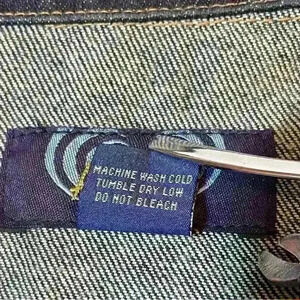 MACHINE WASH COLD
TUMBLE DRY LOW
DO NOT BLEACH